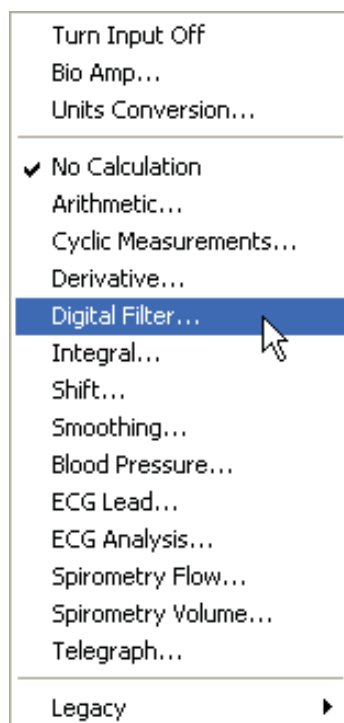 Turn Input Off
Bio Amp...
Units Conversion...
No Calculation
Arithmetic...
Cyclic Measurements...
Derivative...
Digital Filter...
Integral...
Shift...
Smoothing...
Blood Pressure...
ECG Lead...
ECG Analysis...
Spirometry Flow...
Spirometry Volume...
Telegraph...
Legacy